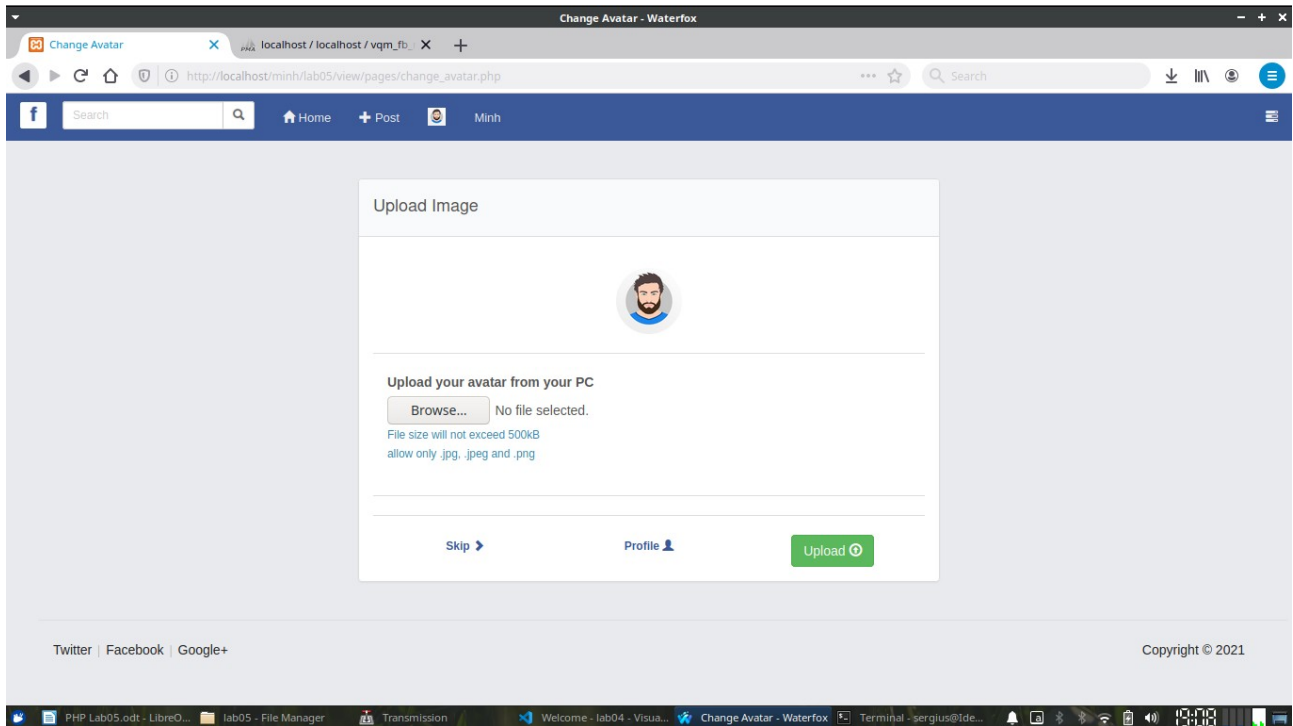 Change Avatar - Waterfox
Change Avatar
localhost / localhost / vqm_fb_
http://localhost/minh/lab05/view/pages/change_avatar.php
Search
f
Search
Home
Post
Minh
Upload Image
Upload your avatar from your PC
Browse...
No file selected.
File size will not exceed 500kB
allow only .jpg, .jpeg and .png
Skip
Profile
Upload
Twitter | Facebook | Google+
Copyright © 2021
PHP Lab05.odt - LibreO...
lab05 - File Manager
Transmission
Welcome - lab04 - Visua...
Change Avatar - Waterfox
Terminal - sergius@Ide...
a